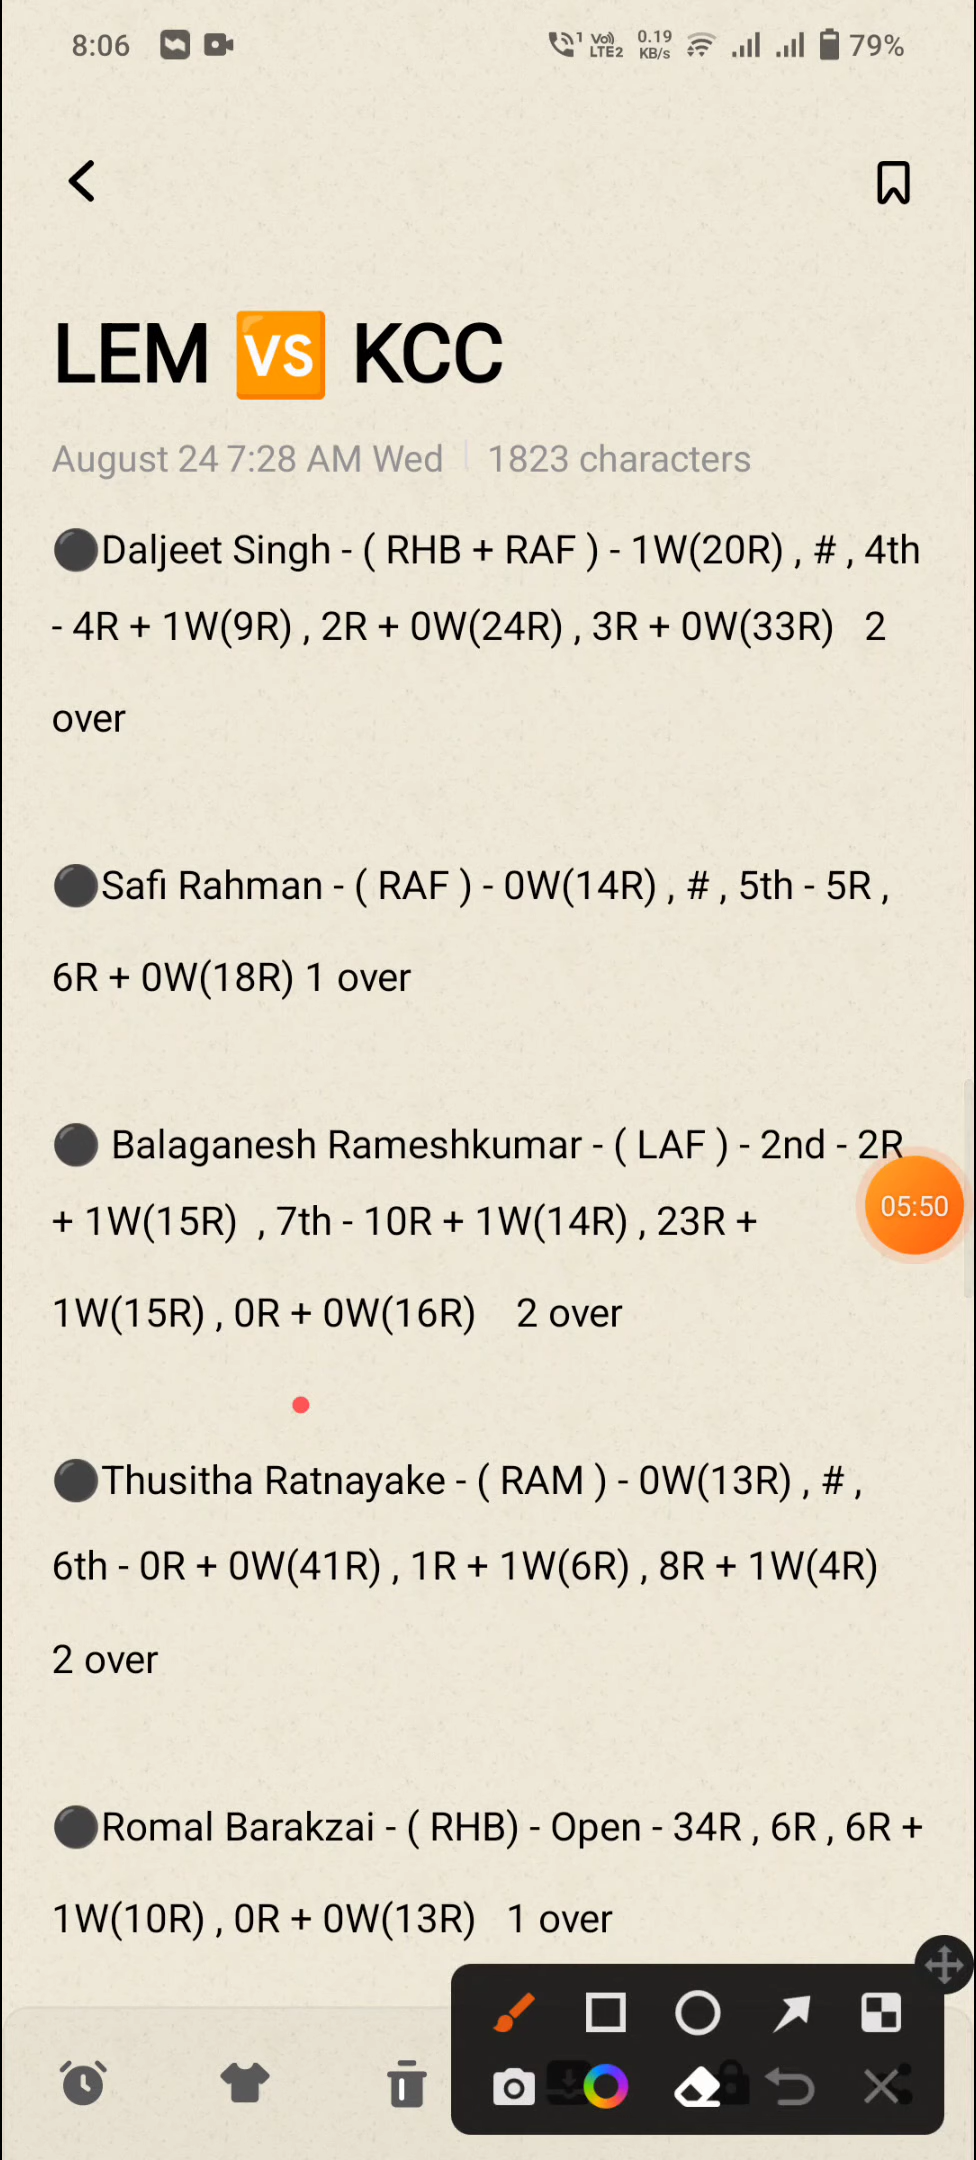 8:06 1 Vo) LTE2 0.19 KB/s 79%
LEM VS KCC
August 24 7:28 AM Wed 1823 characters
Daljeet Singh - ( RHB + RAF ) - 1W(20R) , # , 4th
- 4R + 1W(9R) , 2R + 0W(24R) , 3R + 0W(33R) 2
over
Safi Rahman - ( RAF ) - 0W(14R) , # , 5th - 5R ,
6R + 0W(18R) 1 over
Balaganesh Rameshkumar - ( LAF ) - 2nd - 2R
+ 1W(15R) , 7th - 10R + 1W(14R) , 23R +
05:50
1W(15R) , 0R + 0W(16R) 2 over
Thusitha Ratnayake - ( RAM ) - 0W(13R) , # ,
6th - 0R + 0W(41R) , 1R + 1W(6R) , 8R + 1W(4R)
2 over
Romal Barakzai - ( RHB) - Open - 34R , 6R , 6R +
1W(10R) , 0R + 0W(13R) 1 over